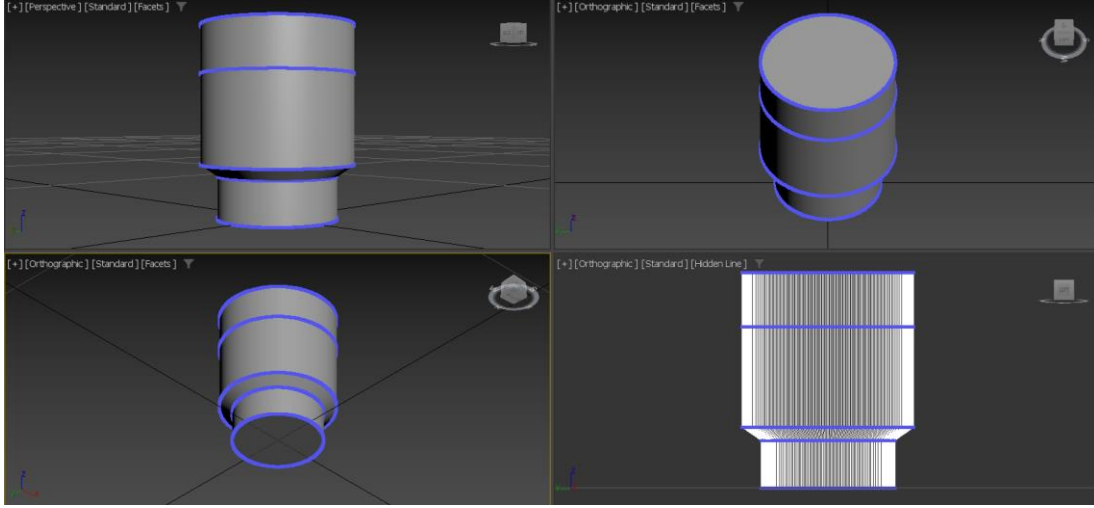 [+] [Perspective] [Standard] [Facets]
[+] [Orthographic] [Standard] [Facets]
[+] [Orthographic] [Standard] [Facets]
[+] [Orthographic] [Standard] [Hidden Line]
z
z
z
z